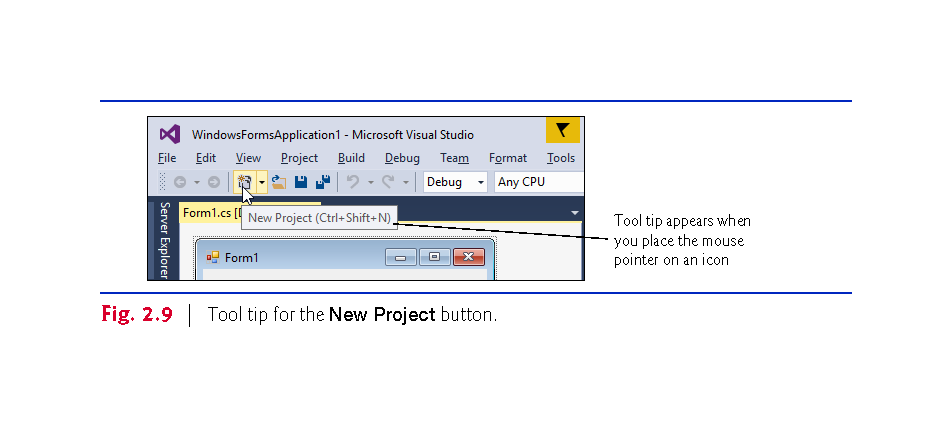 WindowsFormsApplication1 - Microsoft Visual Studio
File Edit View Project Build Debug Team Format Tools
Debug Any CPU
Server Explorer
Form1.cs [D
New Project (Ctrl+Shift+N)
Form1
Tool tip appears when
you place the mouse
pointer on an icon
Fig. 2.9 | Tool tip for the New Project button.